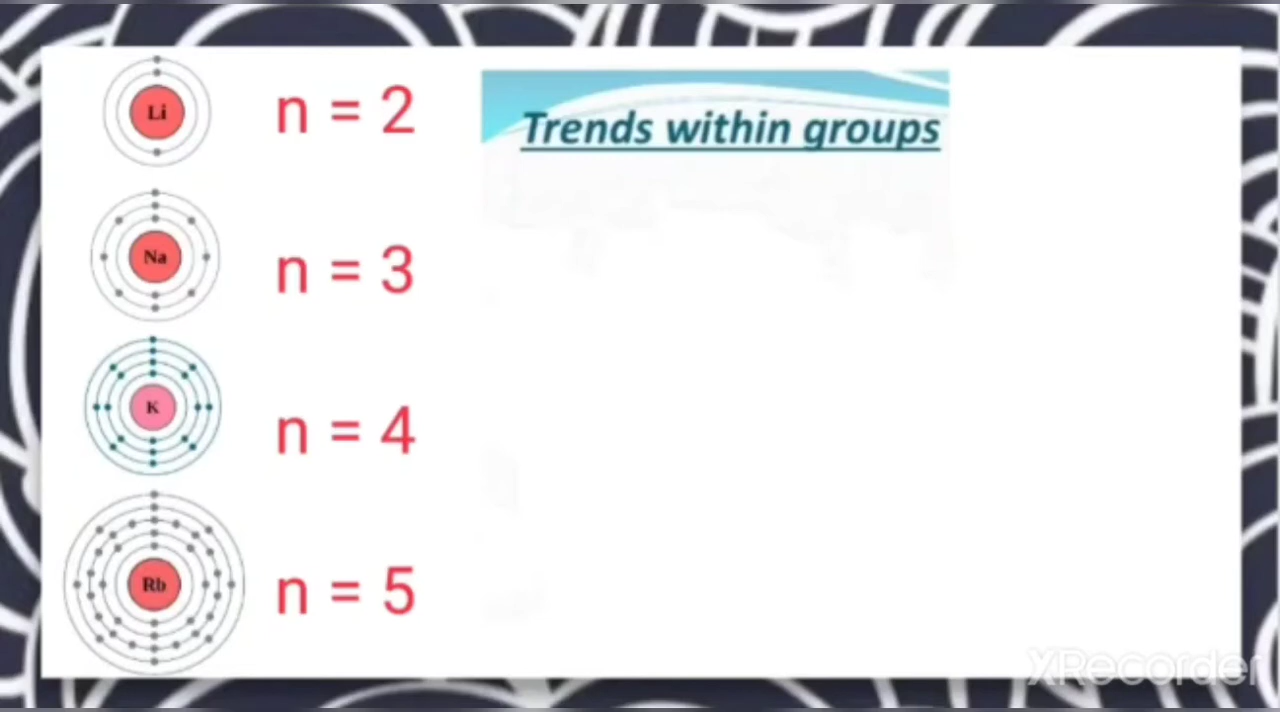 Li
n = 2
Trends within groups
Na
n = 3
K
n = 4
Rb
n = 5
XRecorder